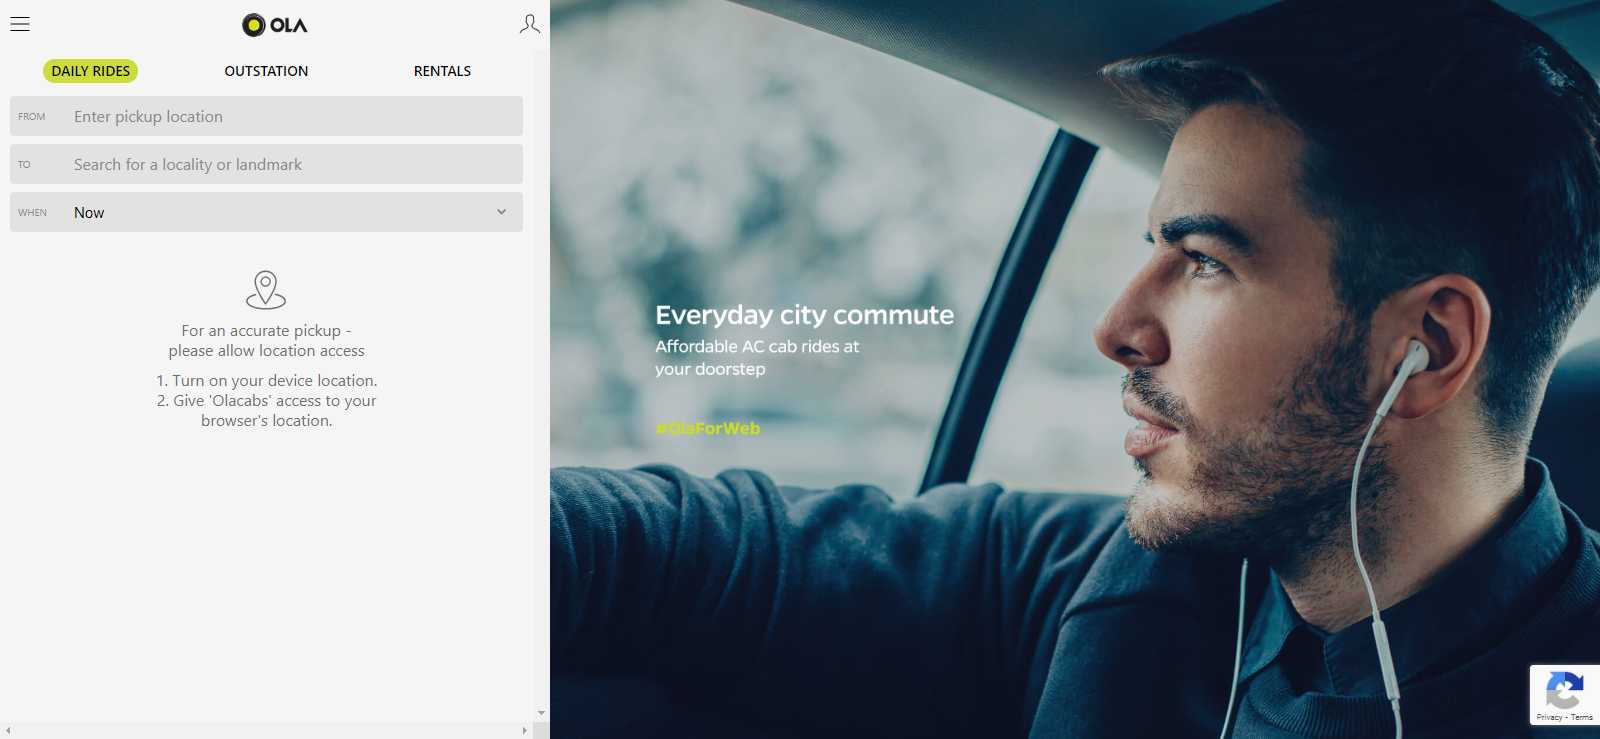 OLA
DAILY RIDES
OUTSTATION
RENTALS
FROM Enter pickup location
TO Search for a locality or landmark
WHEN Now
For an accurate pickup -
please allow location access
1. Turn on your device location.
2. Give 'Olacabs' access to your
browser's location.
Everyday city commute
Affordable AC cab rides at
your doorstep
#OlaForWeb
Privacy - Terms